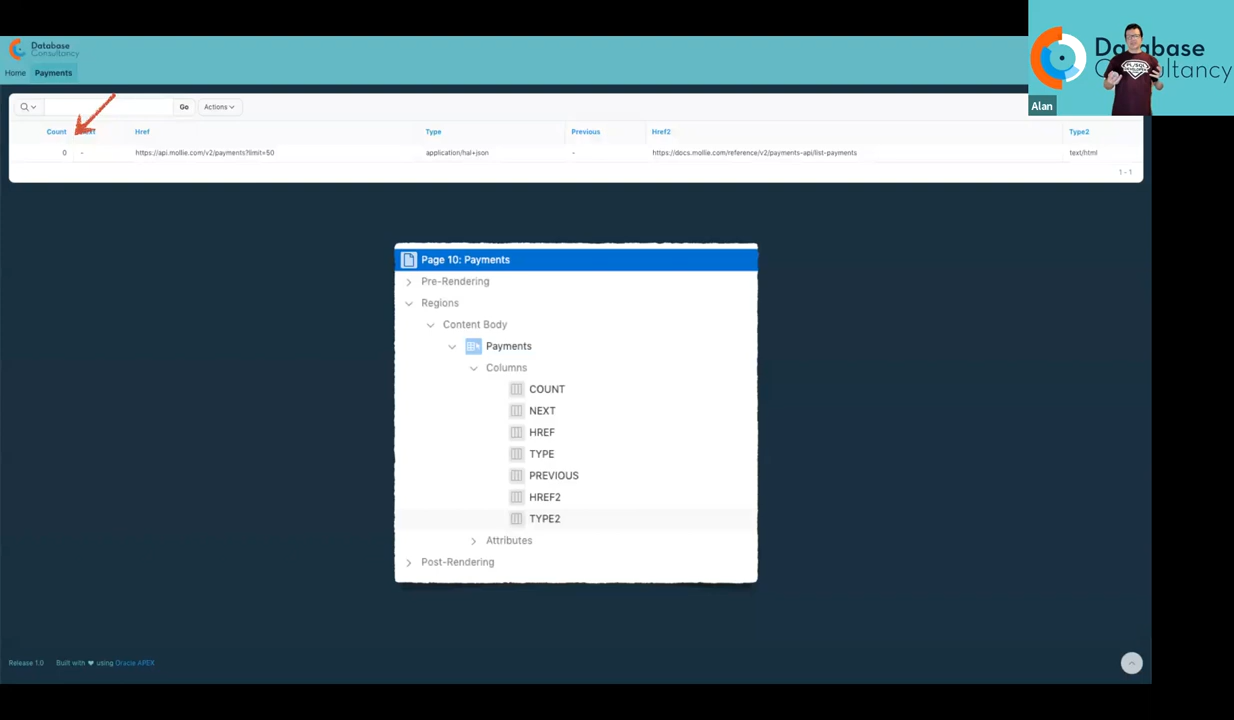 Database
Consultancy
Home Payments
Go Actions
Count Href Type Previous Href2 Type2
0 - https://api.mollie.com/v2/payments?limit=50 application/hal+json - https://docs.mollie.com/reference/v2/payments-api/list-payments text/html
1 - 1
Page 10: Payments
Pre-Rendering
Regions
Content Body
Payments
Columns
COUNT
NEXT
HREF
TYPE
PREVIOUS
HREF2
TYPE2
Attributes
Post-Rendering
Release 1.0 Built with ♥ using Oracle APEX
Database
Alan